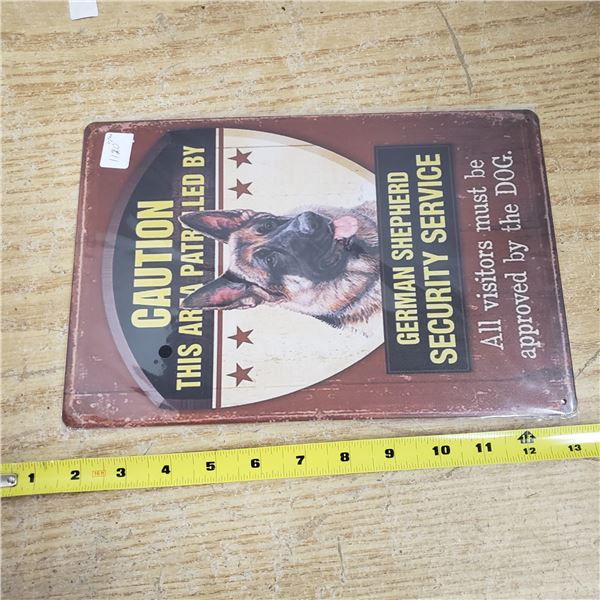 CAUTION
THIS AREA PATROLLED BY
GERMAN SHEPHERD
SECURITY SERVICE
All visitors must be
approved by the DOG.
1 2 3 4 5 6 7 8 9 10 11 12 13